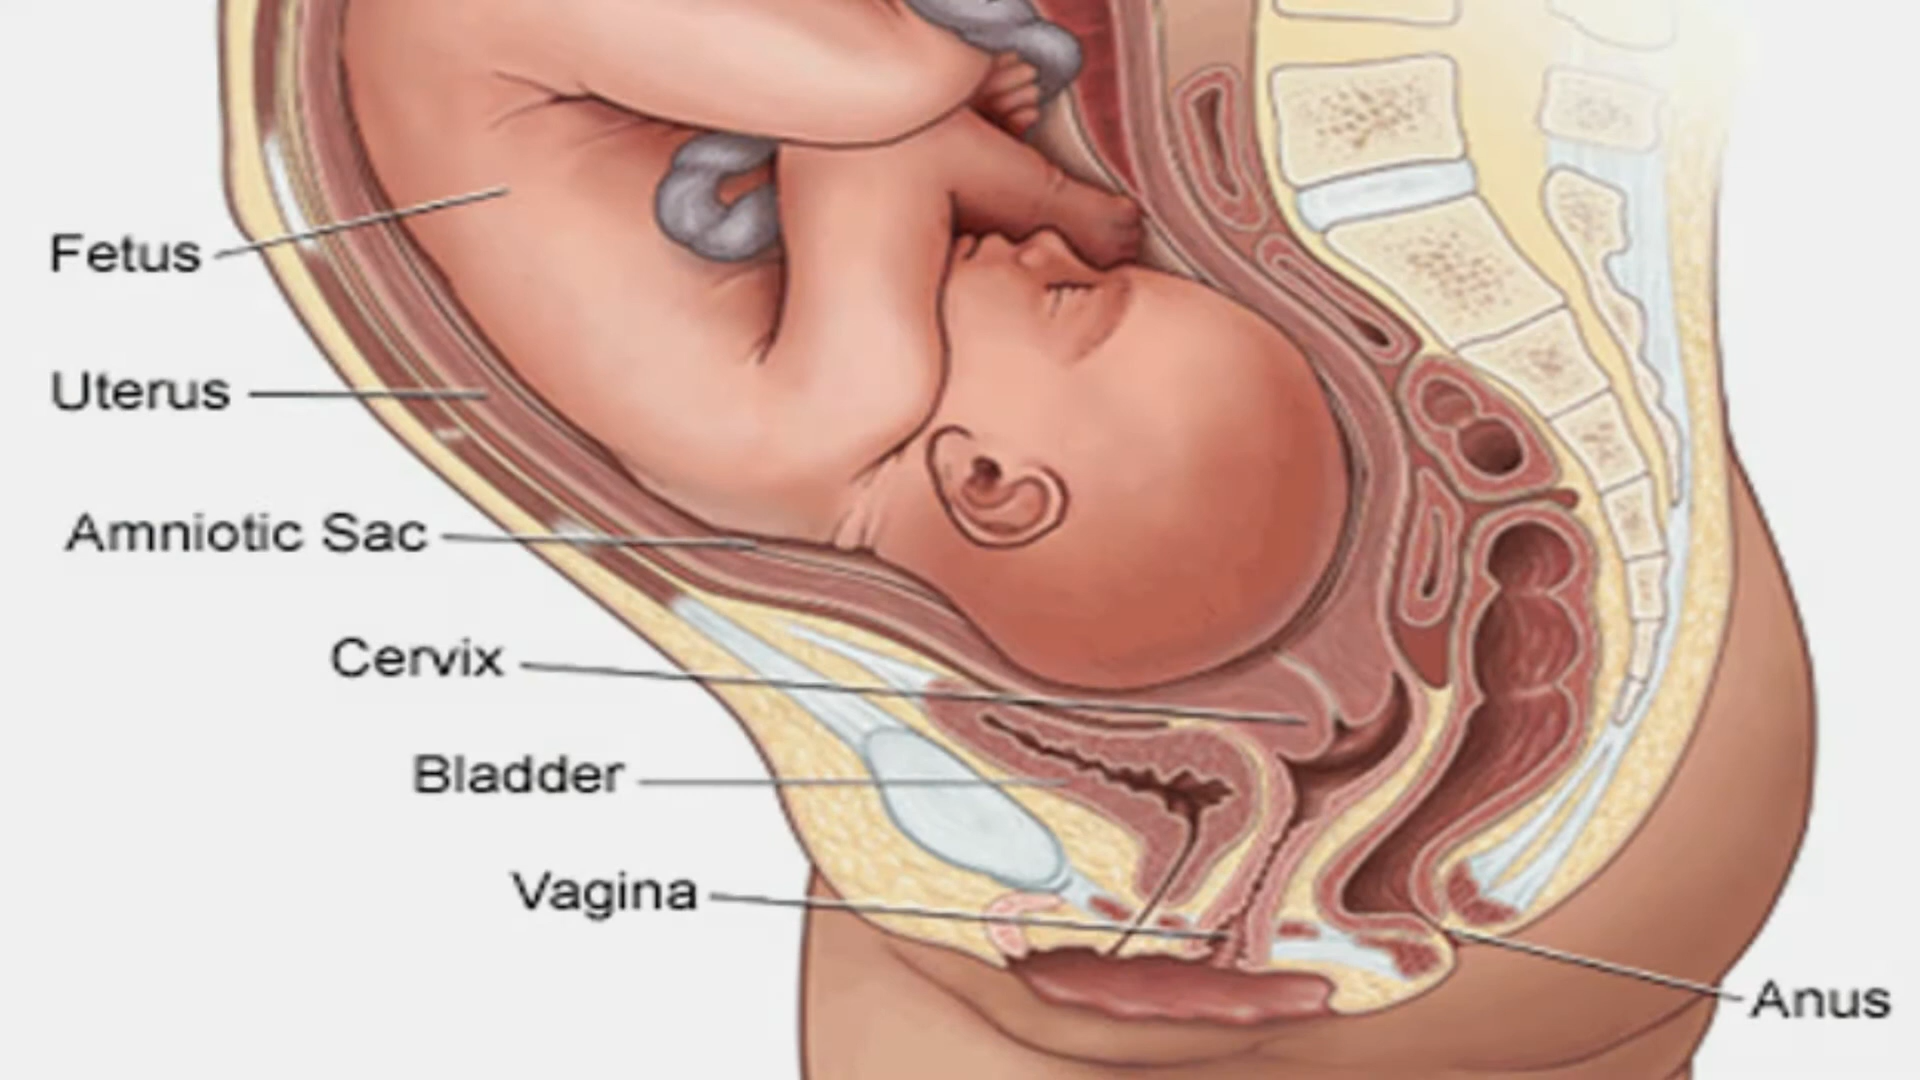 Fetus
Uterus
Amniotic Sac
Cervix
Bladder
Vagina
Anus